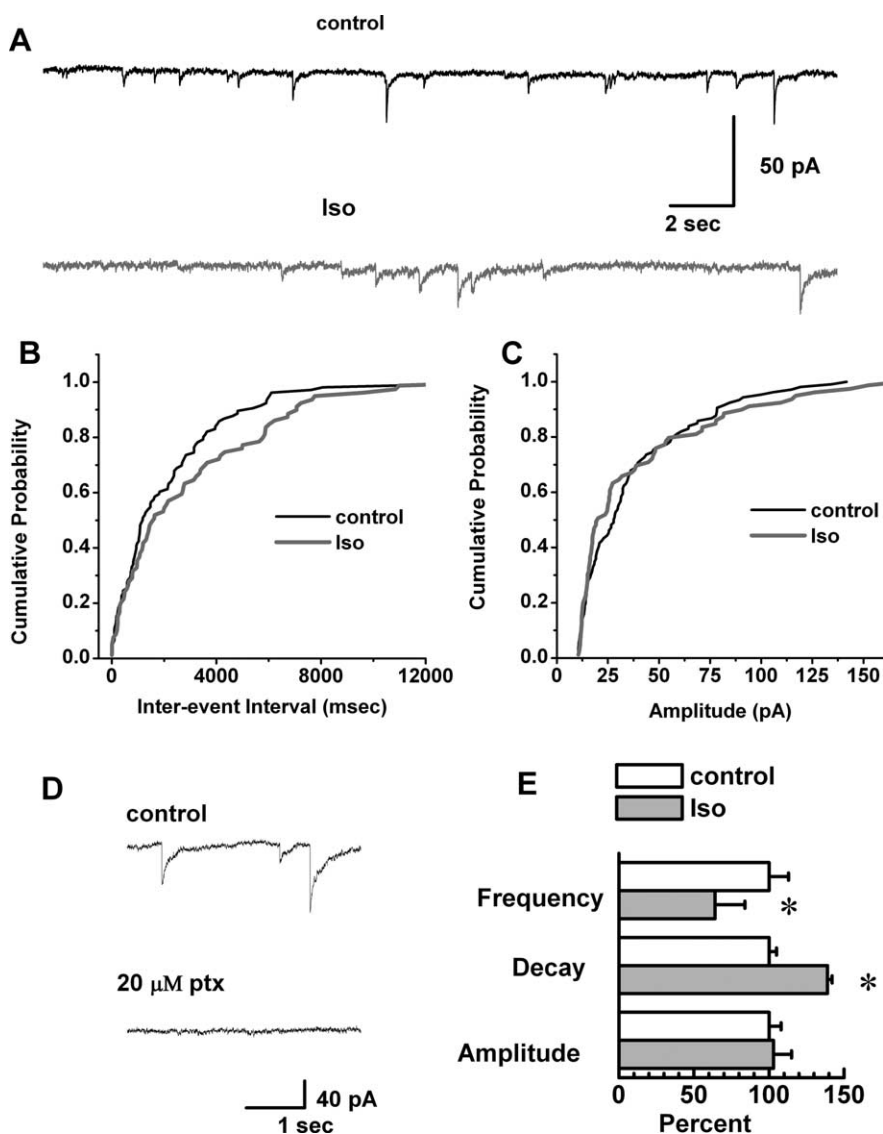 A
control
50 pA
2 sec
Iso
B
1.0
0.8
0.6
0.4
0.2
0.0
Cumulative Probability
control
Iso
0
4000
8000
12000
Inter-event Interval (msec)
C
1.0
0.8
0.6
0.4
0.2
0.0
Cumulative Probability
control
Iso
0
25
50
75
100
125
150
Amplitude (pA)
D
control
20 μM ptx
40 pA
1 sec
E
control
Iso
Frequency
*
Decay
*
Amplitude
0
50
100
150
Percent